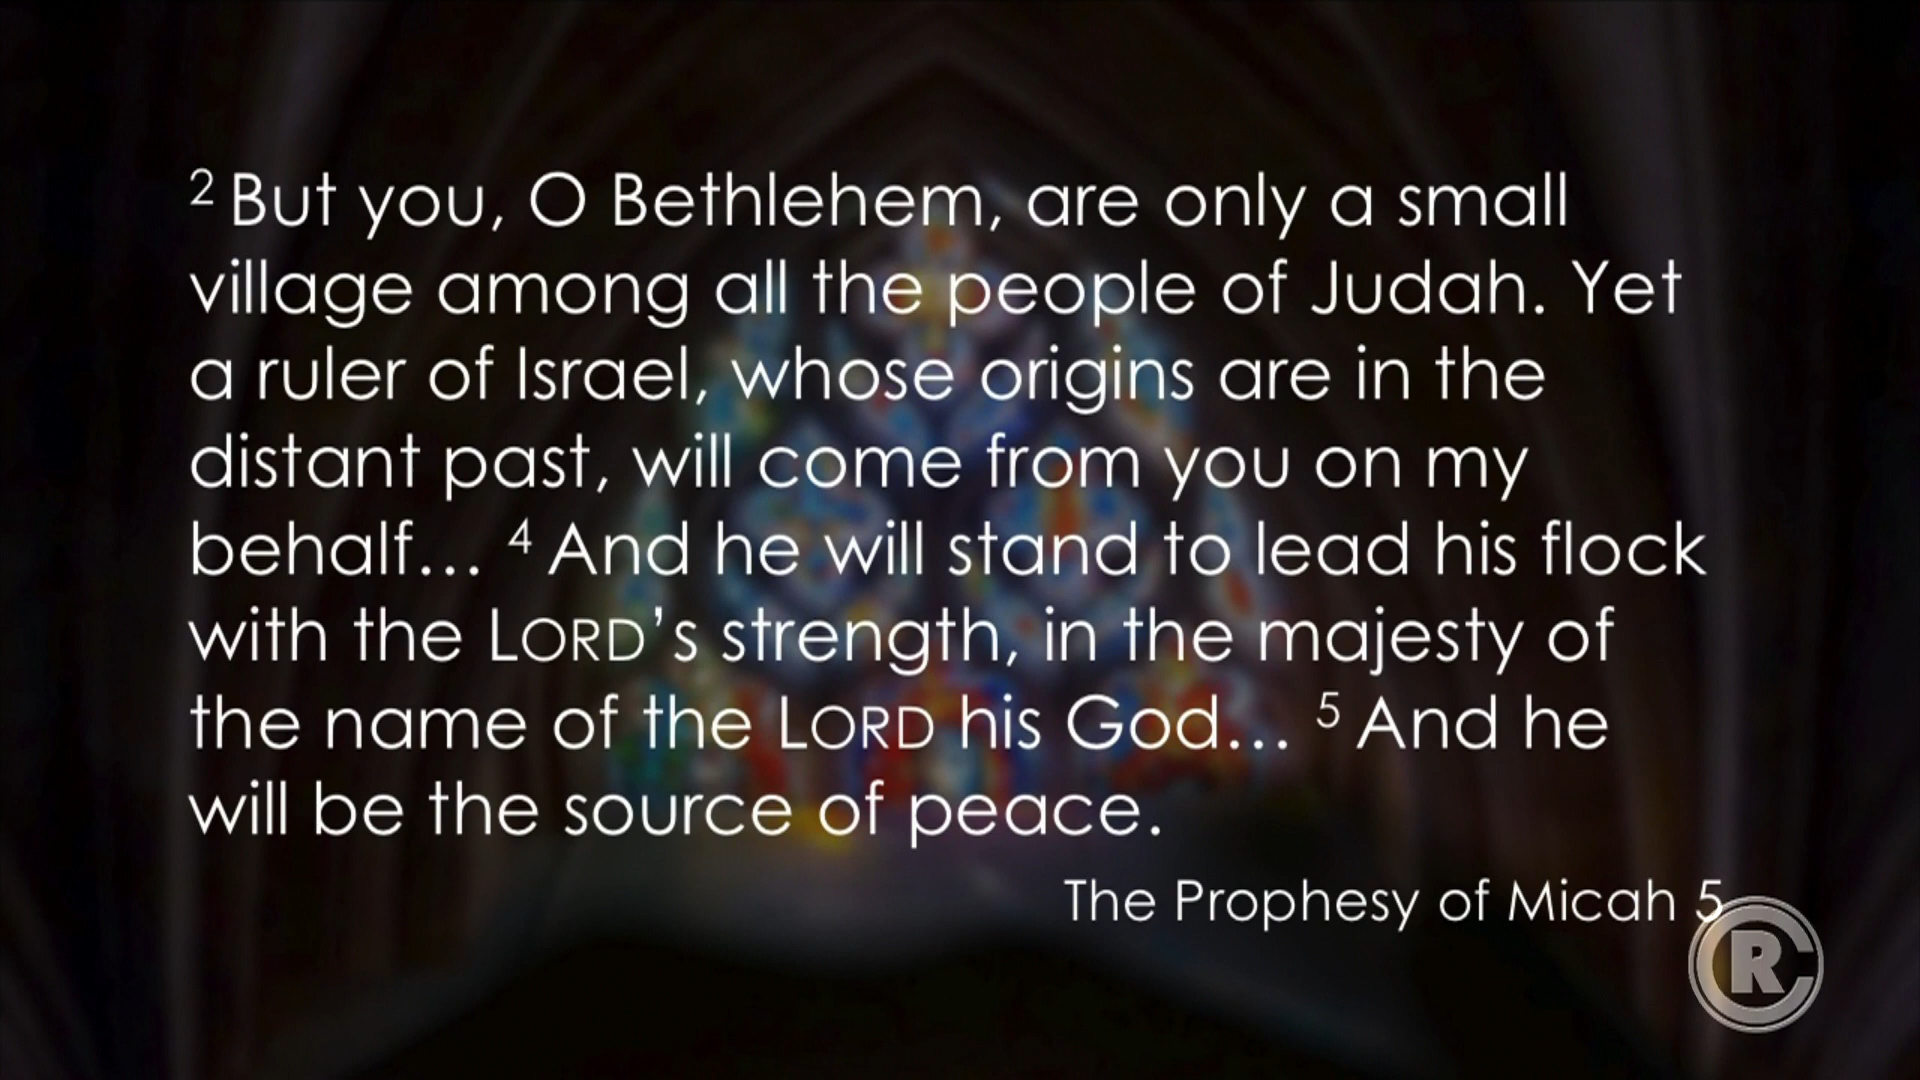 2 But you, O Bethlehem, are only a small
village among all the people of Judah. Yet
a ruler of Israel, whose origins are in the
distant past, will come from you on my
behalf… 4 And he will stand to lead his flock
with the LORD’s strength, in the majesty of
the name of the LORD his God… 5 And he
will be the source of peace.
The Prophesy of Micah 5
CR